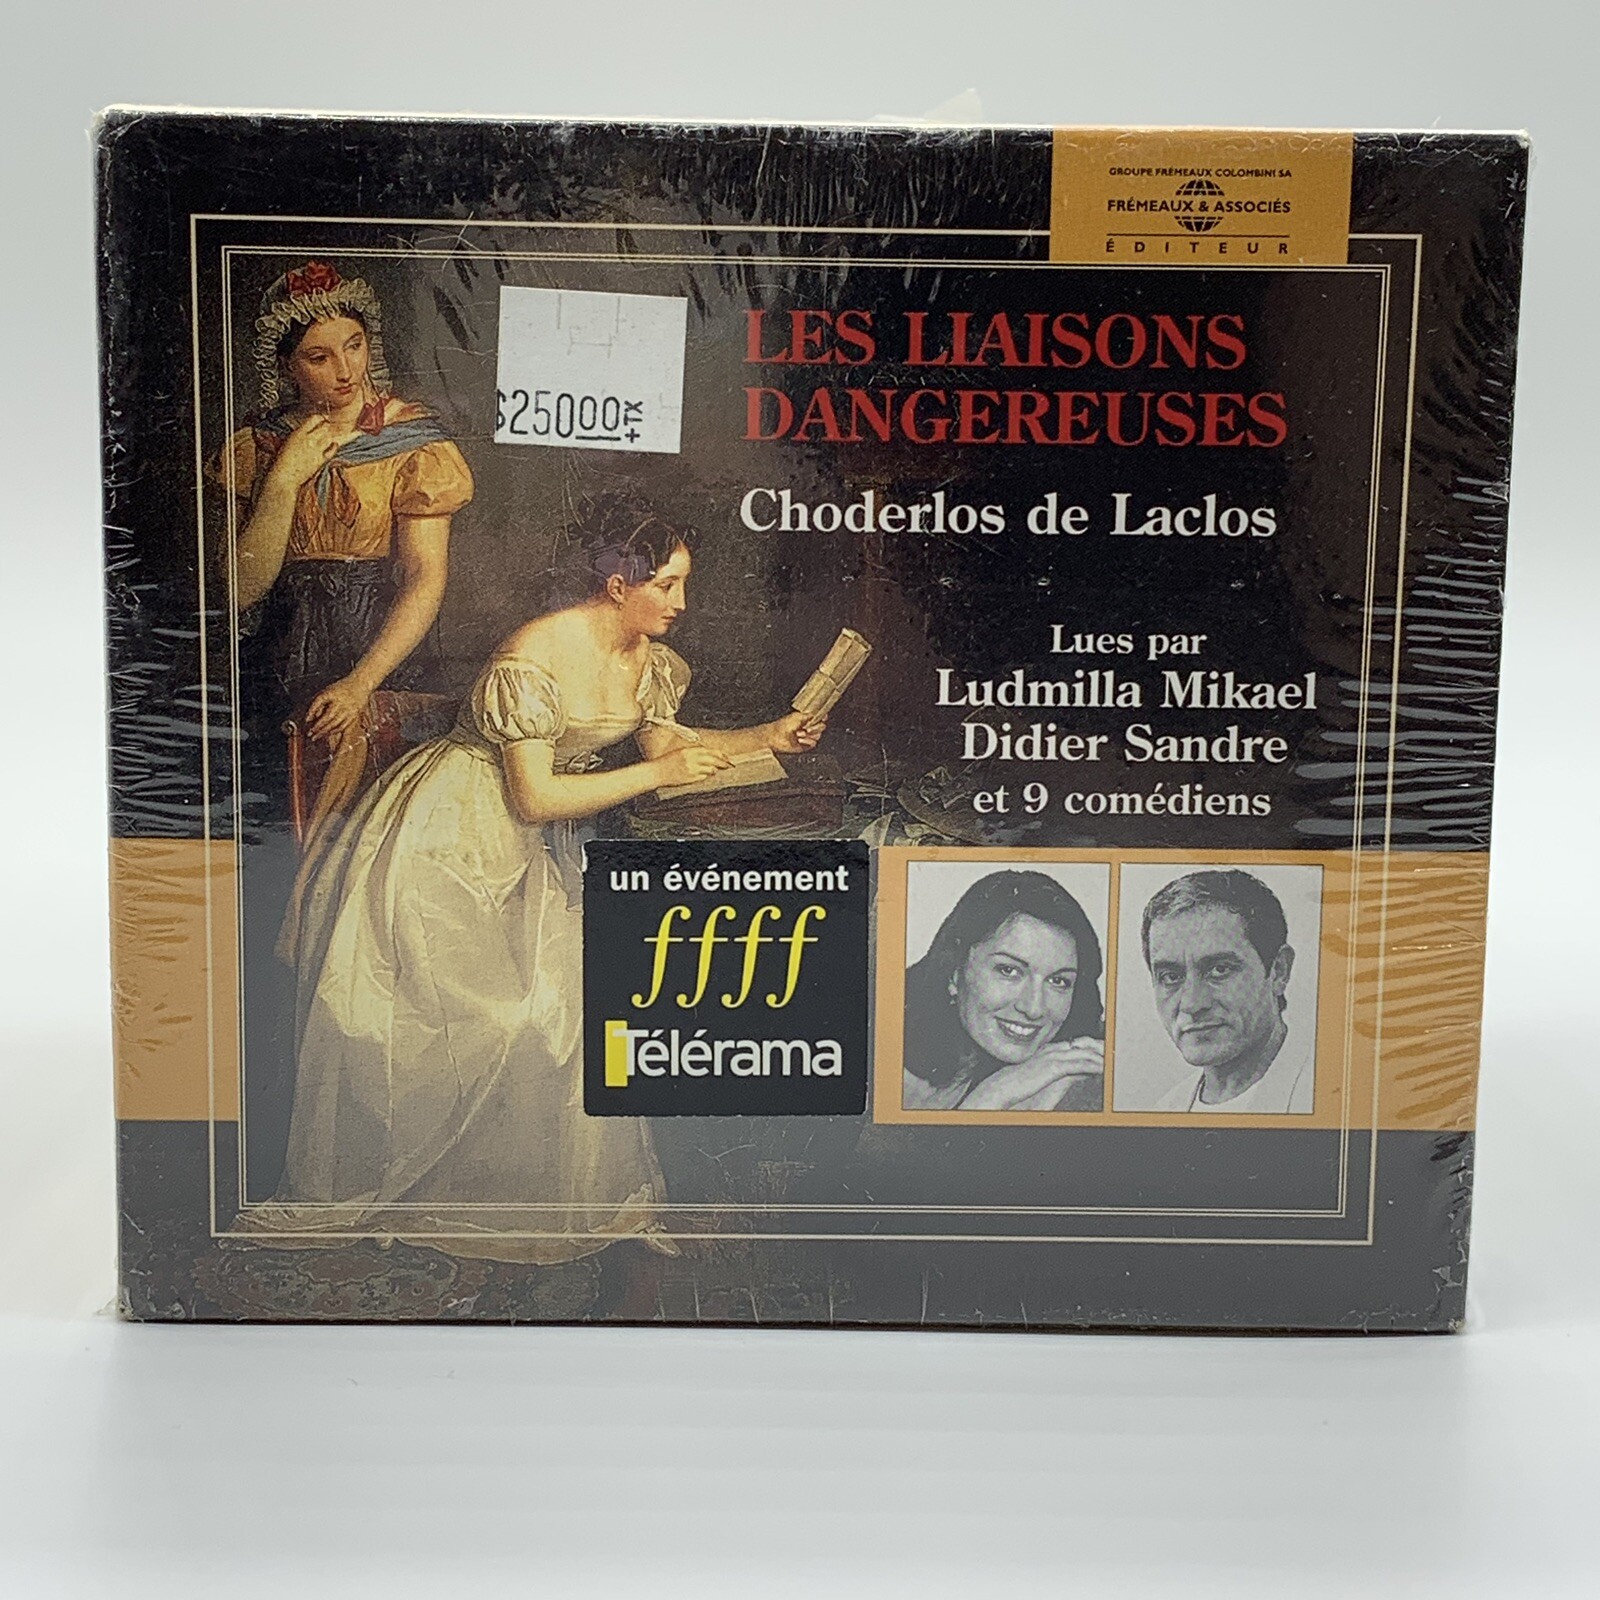 GROUPE FRÉMEAUX COLOMBINI SA
FRÉMEAUX & ASSOCIÉS
ÉDITEUR
$25000+TX
LES LIAISONS
DANGEREUSES
Choderlos de Laclos
Lues par
Ludmilla Mikael
Didier Sandre
et 9 comédiens
un événement
ffff
Télérama